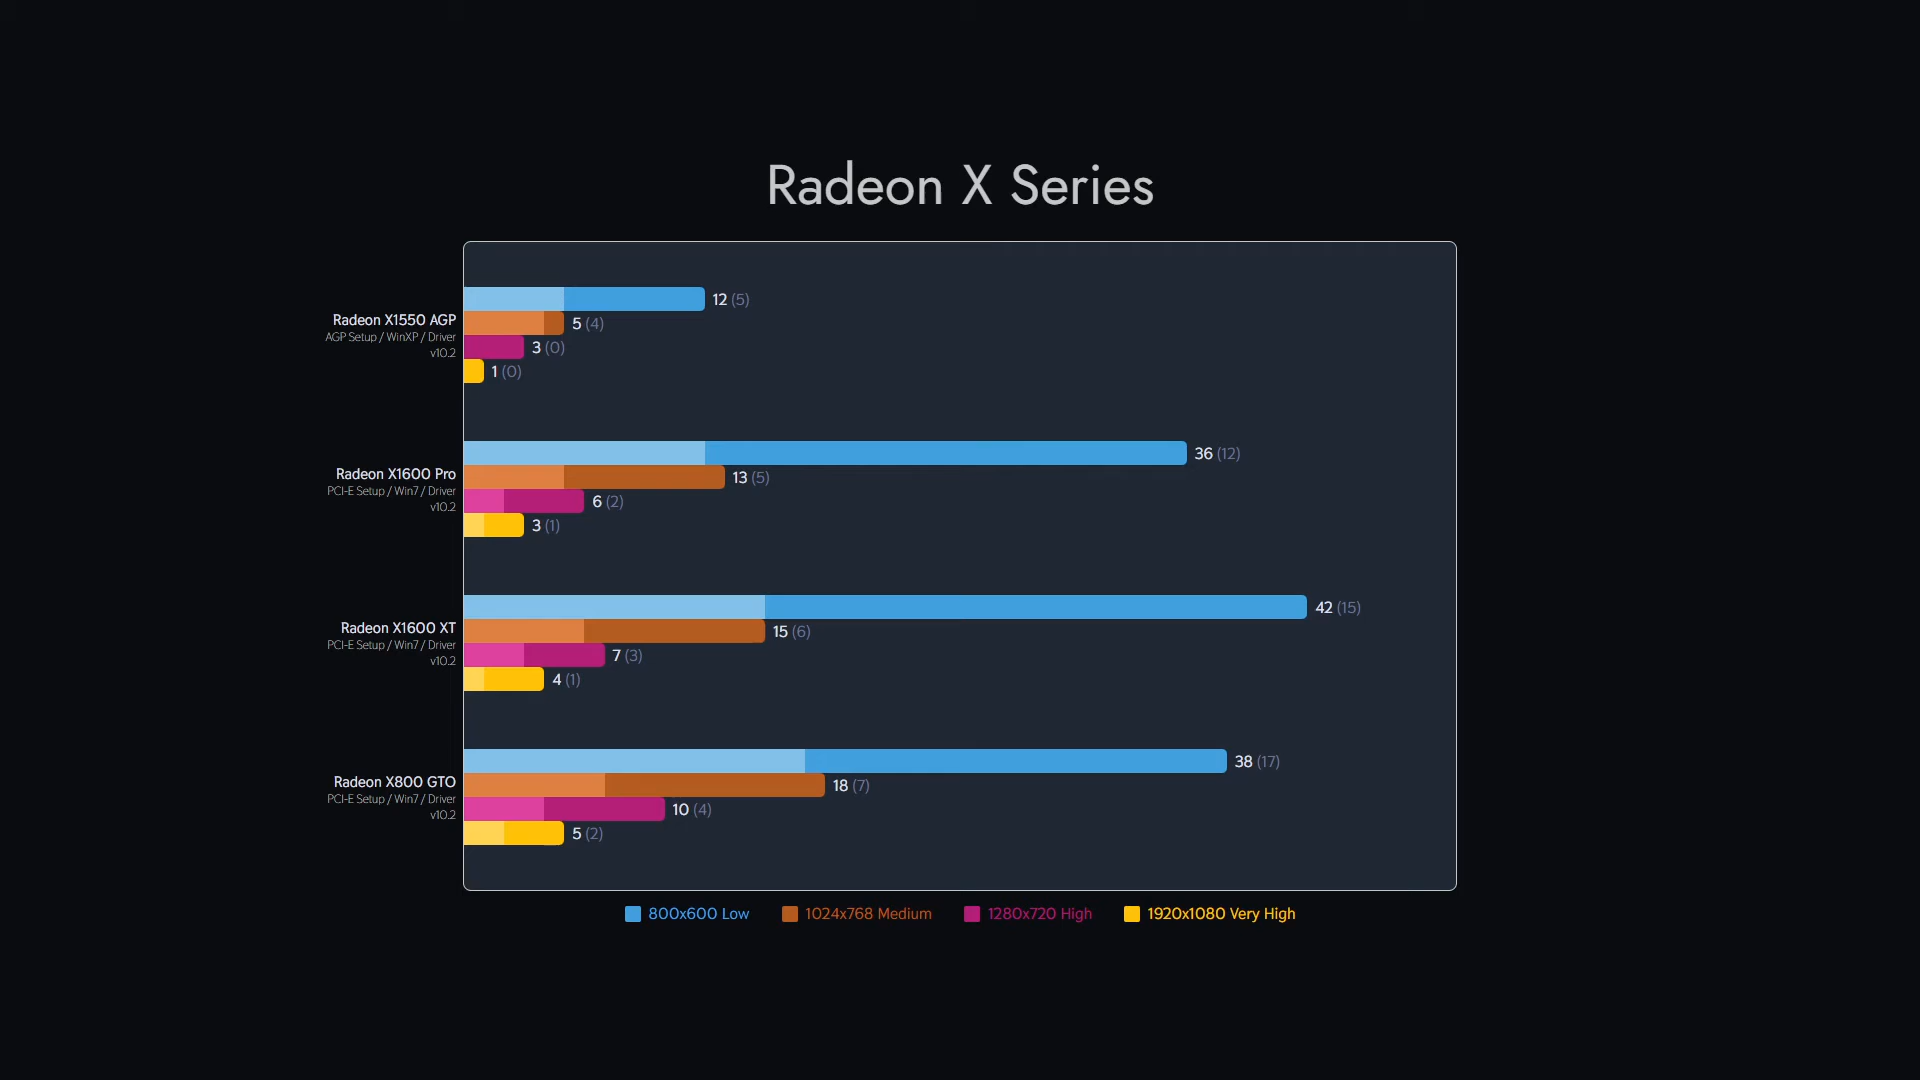 Radeon X Series
Radeon X1550 AGP
AGP Setup / WinXP / Driver
v10.2
12 (5)
5 (4)
3 (0)
1 (0)
Radeon X1600 Pro
PCI-E Setup / Win7 / Driver
v10.2
36 (12)
13 (5)
6 (2)
3 (1)
Radeon X1600 XT
PCI-E Setup / Win7 / Driver
v10.2
42 (15)
15 (6)
7 (3)
4 (1)
Radeon X800 GTO
PCI-E Setup / Win7 / Driver
v10.2
38 (17)
18 (7)
10 (4)
5 (2)
800x600 Low 1024x768 Medium 1280x720 High 1920x1080 Very High